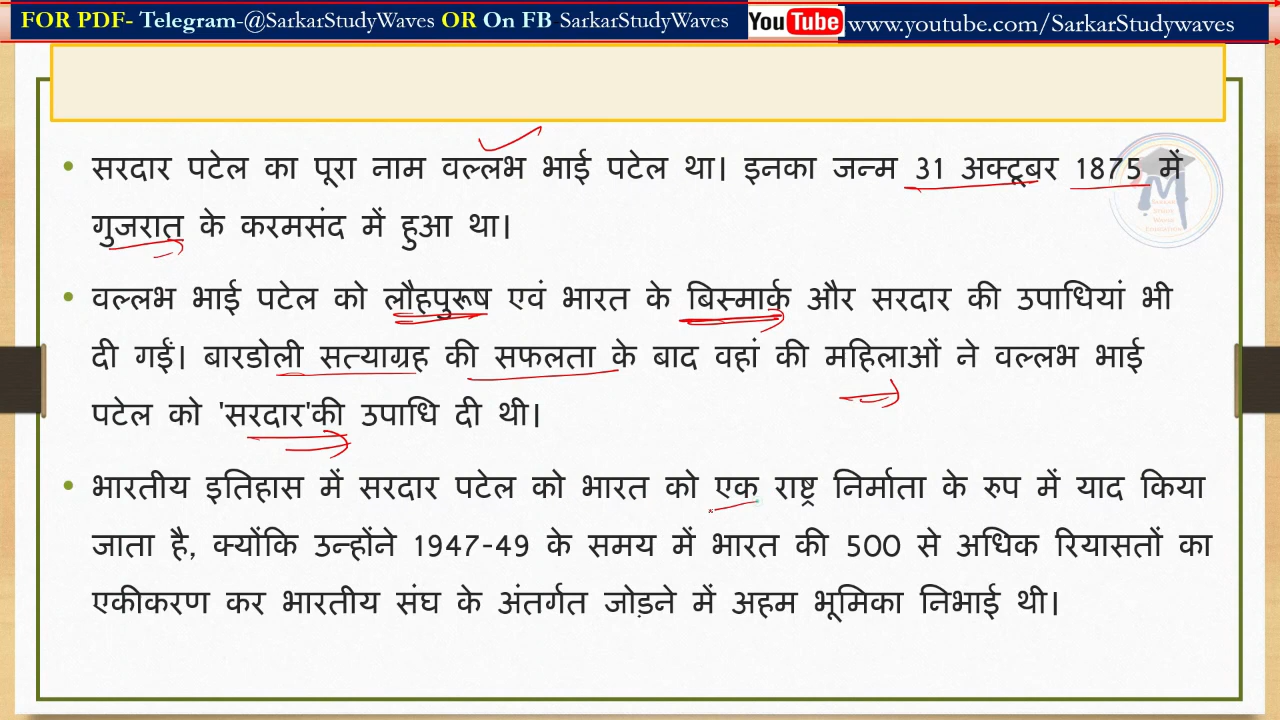 FOR PDF- Telegram-@SarkarStudyWaves OR On FB-SarkarStudyWaves
YouTube www.youtube.com/SarkarStudywaves
• सरदार पटेल का पूरा नाम वल्लभ भाई पटेल था। इनका जन्म 31 अक्टूबर 1875 में
गुजरात के करमसंद में हुआ था।
• वल्लभ भाई पटेल को लौहपुरूष एवं भारत के बिस्मार्क और सरदार की उपाधियां भी
दी गईं। बारडोली सत्याग्रह की सफलता के बाद वहां की महिलाओं ने वल्लभ भाई
पटेल को 'सरदार'की उपाधि दी थी।
• भारतीय इतिहास में सरदार पटेल को भारत को एक राष्ट्र निर्माता के रुप में याद किया
जाता है, क्योंकि उन्होंने 1947-49 के समय में भारत की 500 से अधिक रियासतों का
एकीकरण कर भारतीय संघ के अंतर्गत जोड़ने में अहम भूमिका निभाई थी।